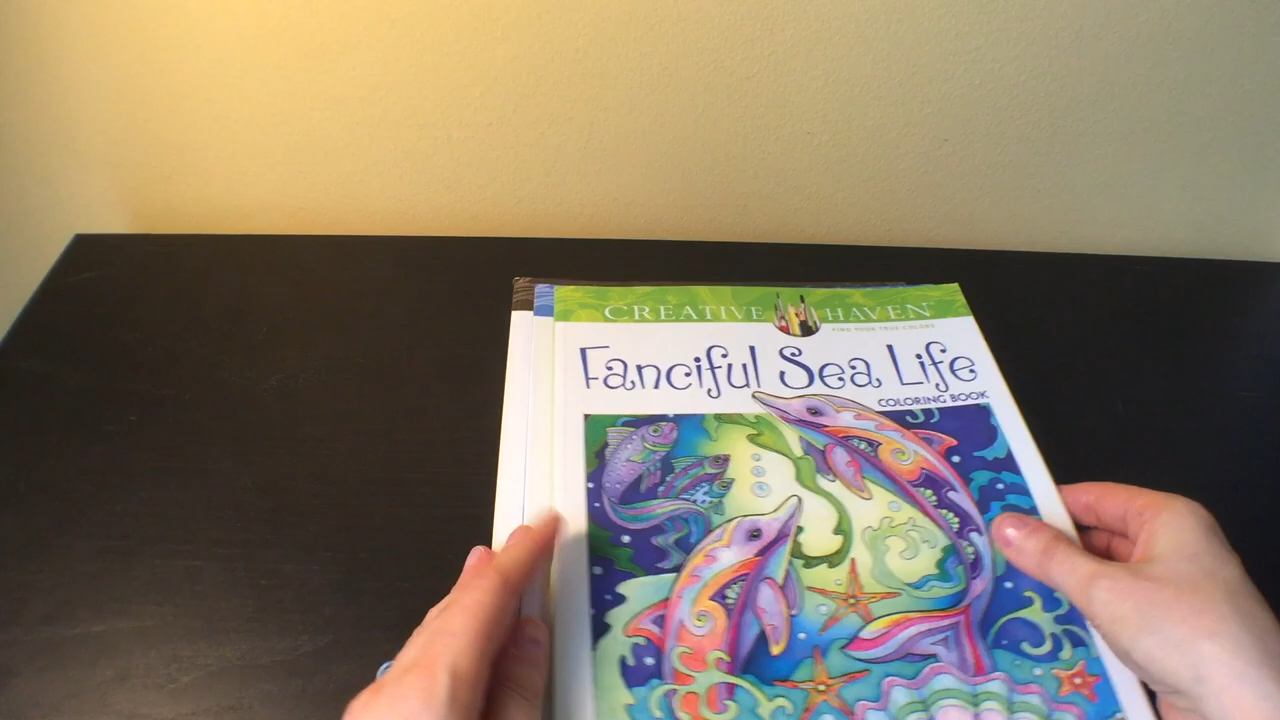 CREATIVE HAVEN
FIND YOUR TRUE COLORS
Fanciful Sea Life
COLORING BOOK